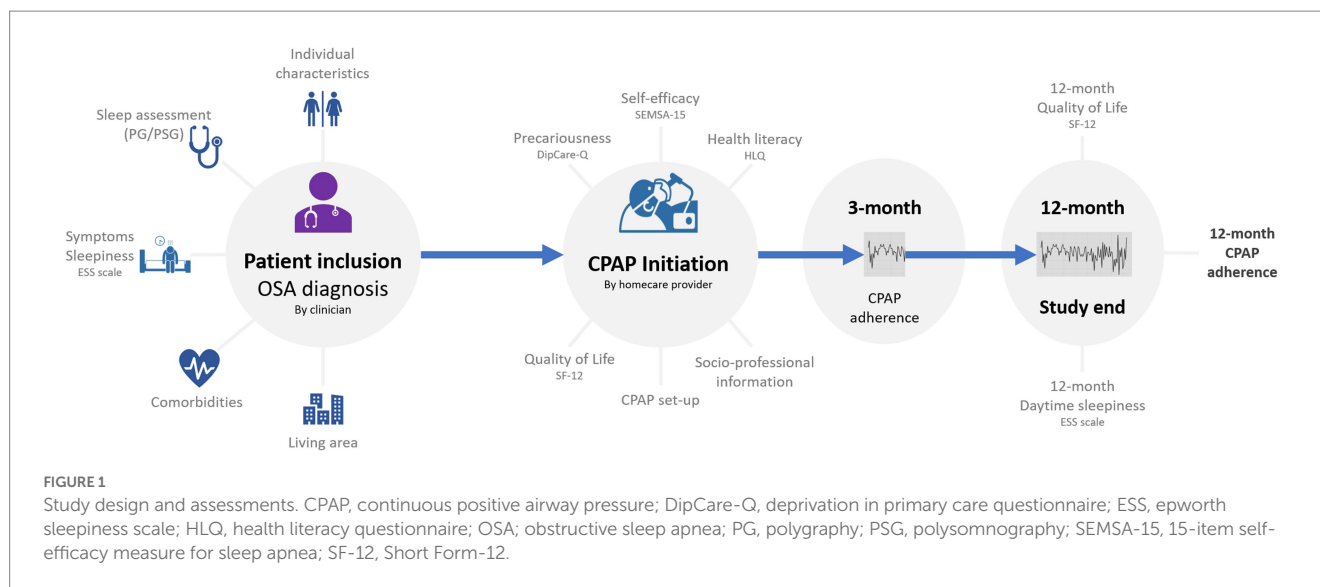 Individual
characteristics
Sleep assessment
(PG/PSG)
Symptoms
Sleepiness
ESS scale
Patient inclusion
OSA diagnosis
By clinician
Comorbidities
Living area
Self-efficacy
SEMSA-15
Precariousness
DipCare-Q
Health literacy
HLQ
CPAP Initiation
By homecare provider
Quality of Life
SF-12
CPAP set-up
Socio-professional
information
3-month
CPAP
adherence
12-month
Quality of Life
SF-12
12-month
Study end
12-month
CPAP
adherence
12-month
Daytime sleepiness
ESS scale
FIGURE 1
Study design and assessments. CPAP, continuous positive airway pressure; DipCare-Q, deprivation in primary care questionnaire; ESS, epworth
sleepiness scale; HLQ, health literacy questionnaire; OSA; obstructive sleep apnea; PG, polygraphy; PSG, polysomnography; SEMSA-15, 15-item self-
efficacy measure for sleep apnea; SF-12, Short Form-12.